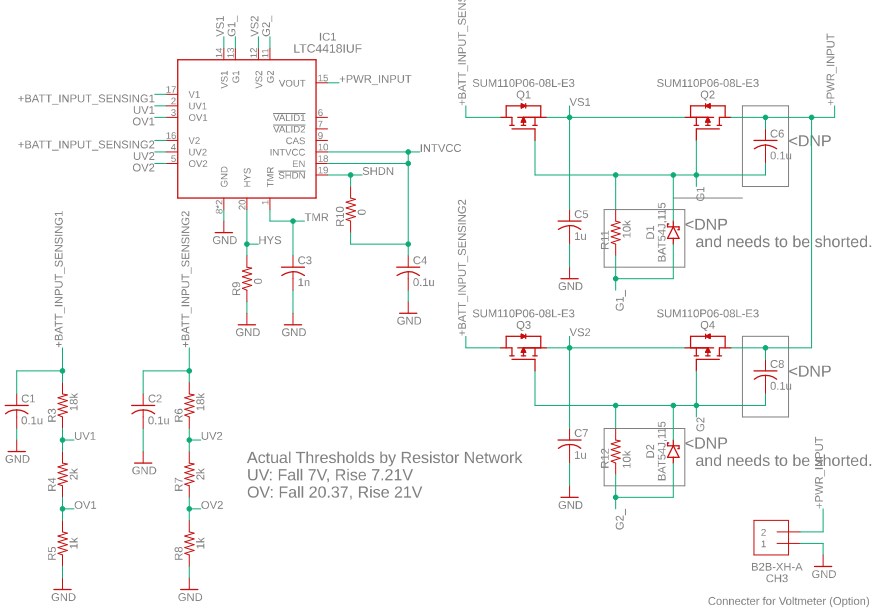 VS1
G1_
VS2
G2_
IC1
LTC4418IUF
14
13
12
11
VS1
G1
VS2
G2
+BATT_INPUT_SENSING1
17
V1
UV1
2
UV1
OV1
3
OV1
+BATT_INPUT_SENSING2
16
V2
UV2
4
UV2
OV2
5
OV2
VOUT
15
+PWR_INPUT
VALID1
6
VALID2
7
CAS
9
INTVCC
10
INTVCC
EN
18
SHDN
19
SHDN
GND
HYS
TMR
8*2
20
1
GND
HYS
TMR
R9
0
GND
C3
1n
GND
R10
0
C4
0.1u
GND
+BATT_INPUT_SENSING1
C1
0.1u
GND
R3
18k
UV1
R4
2k
OV1
R5
1k
GND
+BATT_INPUT_SENSING2
C2
0.1u
GND
R6
18k
UV2
R7
2k
OV2
R8
1k
GND
Actual Thresholds by Resistor Network
UV: Fall 7V, Rise 7.21V
OV: Fall 20.37, Rise 21V
SUM110P06-08L-E3
Q1
VS1
SUM110P06-08L-E3
Q2
+PWR_INPUT
C6
0.1u
<DNP
G1
C5
1u
GND
R11
10k
D1
BAT54J,115
<DNP
and needs to be shorted.
G1_
+BATT_INPUT_SENSING2
SUM110P06-08L-E3
Q3
VS2
SUM110P06-08L-E3
Q4
C8
0.1u
<DNP
G2
C7
1u
GND
R12
10k
D2
BAT54J,115
<DNP
and needs to be shorted.
G2_
+PWR_INPUT
2
1
B2B-XH-A
CH3
GND
Connecter for Voltmeter (Option)